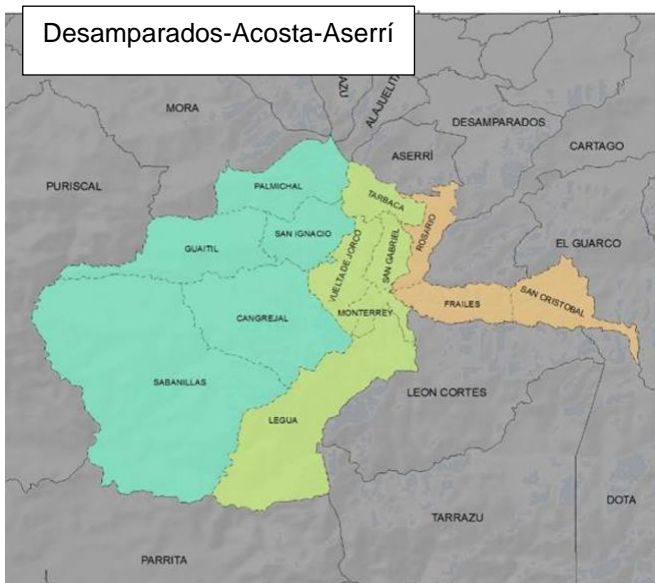 Desamparados-Acosta-Aserrí
AZU
ALAJUELITA
MORA
DESAMPARADOS
ASERRÍ
CARTAGO
PURISCAL
PALMICHAL
TARBACA
SAN IGNACIO
ROSARIO
GUAITIL
VUELTA DE JORCO
SAN GABRIEL
EL GUARCO
FRAILES
SAN CRISTOBAL
CANGREJAL
MONTERREY
SABANILLAS
LEON CORTES
LEGUA
DOTA
TARRAZU
PARRITA